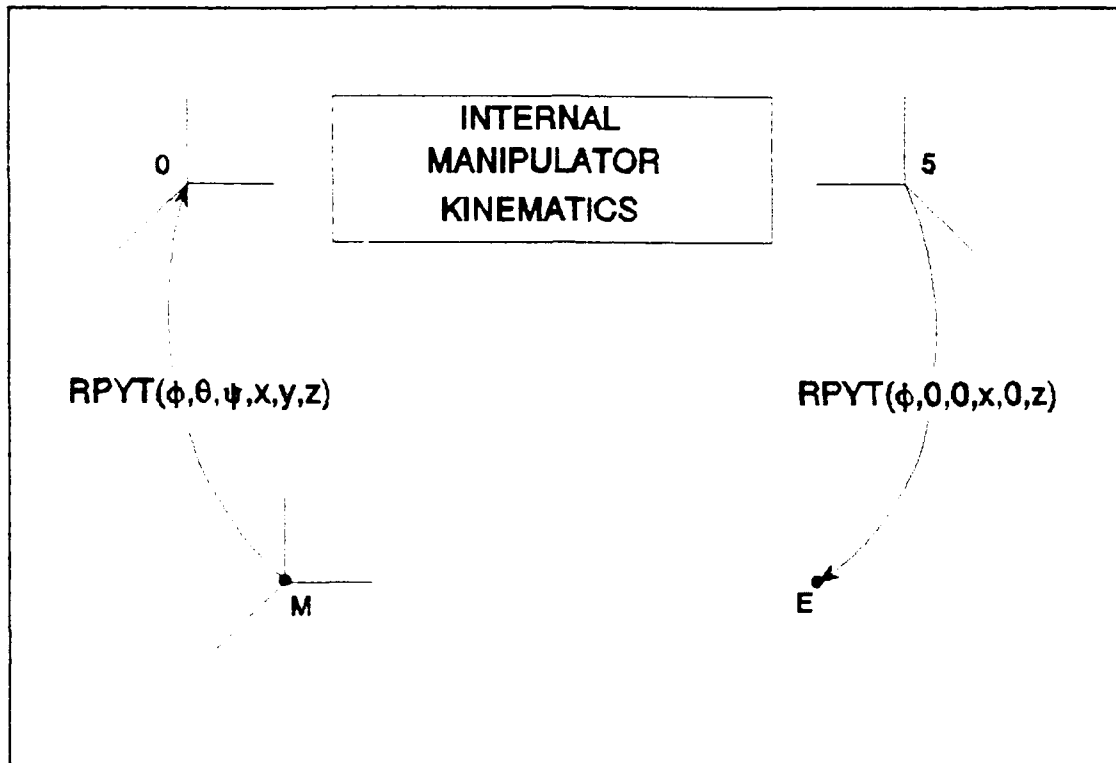 INTERNAL
MANIPULATOR
KINEMATICS
0
5
RPYT(ϕ,θ,ψ,x,y,z)
RPYT(ϕ,0,0,x,0,z)
M
E